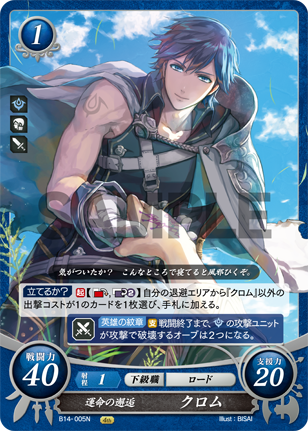 1
SAMPLE
気がついたか? こんなところで寝てると風邪ひくぞ。
立てるか? 起 自分の退避エリアから『クロム』以外の
出撃コストが1のカードを1枚選び、手札に加える。
英雄の紋章 支 戦闘終了まで、の攻撃ユニット
が攻撃で破壊するオーブは2つになる。
戦闘力 40
射程 1 下級職 ロード
支援力 20
運命の邂逅 クロム
B14-005N 4th Illust:BISAI